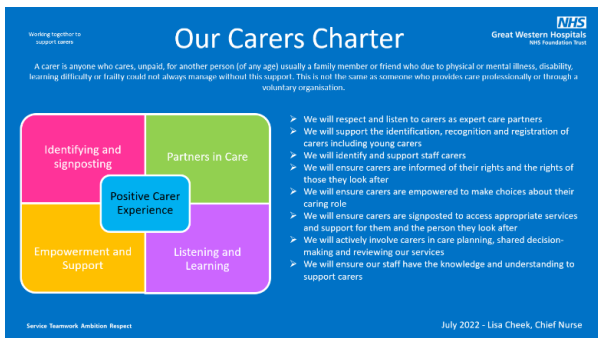 Working together to
support carers
Our Carers Charter
NHS
Great Western Hospitals
NHS Foundation Trust
A carer is anyone who cares, unpaid, for another person (of any age) usually a family member or friend who due to physical or mental illness, disability,
learning difficulty or frailty could not always manage without this support. This is not the same as someone who provides care professionally or through a
voluntary organisation.
Identifying and
signposting
Partners in Care
Positive Carer
Experience
Empowerment and
Support
Listening and
Learning
➢ We will respect and listen to carers as expert care partners
➢ We will support the identification, recognition and registration of
carers including young carers
➢ We will identify and support staff carers
➢ We will ensure carers are informed of their rights and the rights of
those they look after
➢ We will ensure carers are empowered to make choices about their
caring role
➢ We will ensure carers are signposted to access appropriate services
and support for them and the person they look after
➢ We will actively involve carers in care planning, shared decision-
making and reviewing our services
➢ We will ensure our staff have the knowledge and understanding to
support carers
Service Teamwork Ambition Respect
July 2022 - Lisa Cheek, Chief Nurse